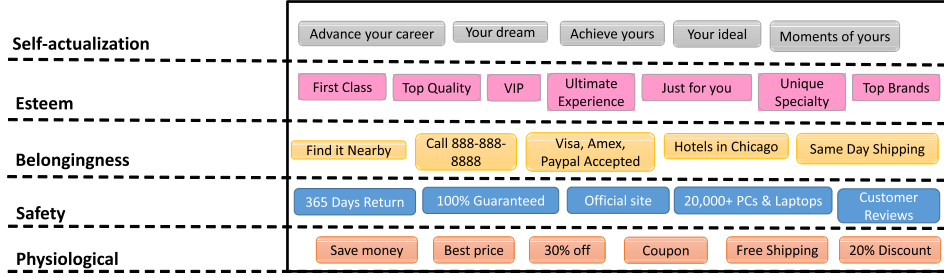 Self-actualization
Advance your career
Your dream
Achieve yours
Your ideal
Moments of yours
Esteem
First Class
Top Quality
VIP
Ultimate
Experience
Just for you
Unique
Specialty
Top Brands
Belongingness
Find it Nearby
Call 888-888-
8888
Visa, Amex,
Paypal Accepted
Hotels in Chicago
Same Day Shipping
Safety
365 Days Return
100% Guaranteed
Official site
20,000+ PCs & Laptops
Customer
Reviews
Physiological
Save money
Best price
30% off
Coupon
Free Shipping
20% Discount